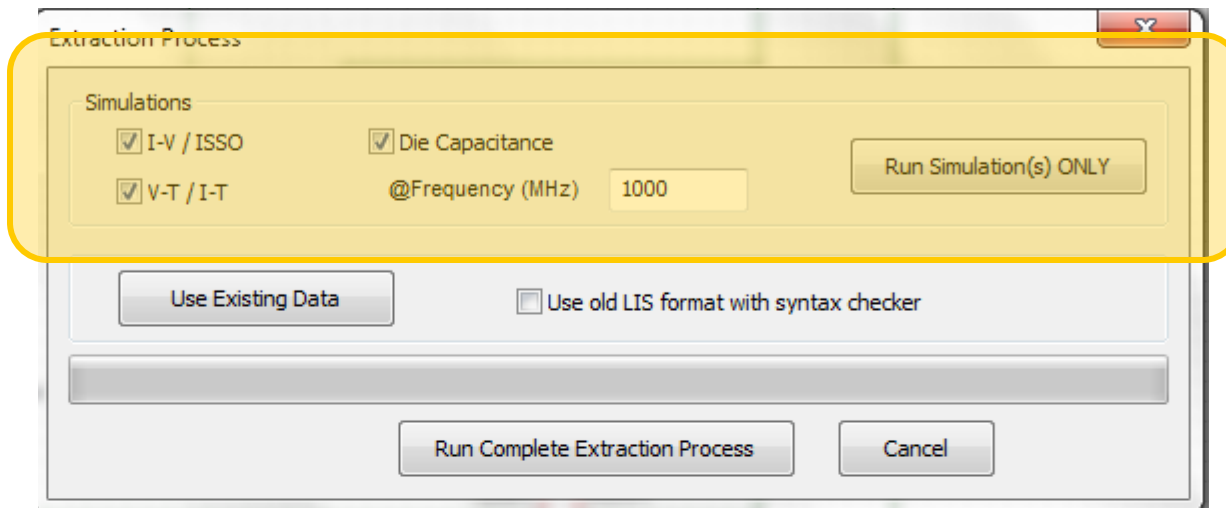 Extraction Process
Simulations
I-V / ISSO
Die Capacitance
V-T / I-T
@Frequency (MHz)
1000
Run Simulation(s) ONLY
Use Existing Data
Use old LIS format with syntax checker
Run Complete Extraction Process
Cancel